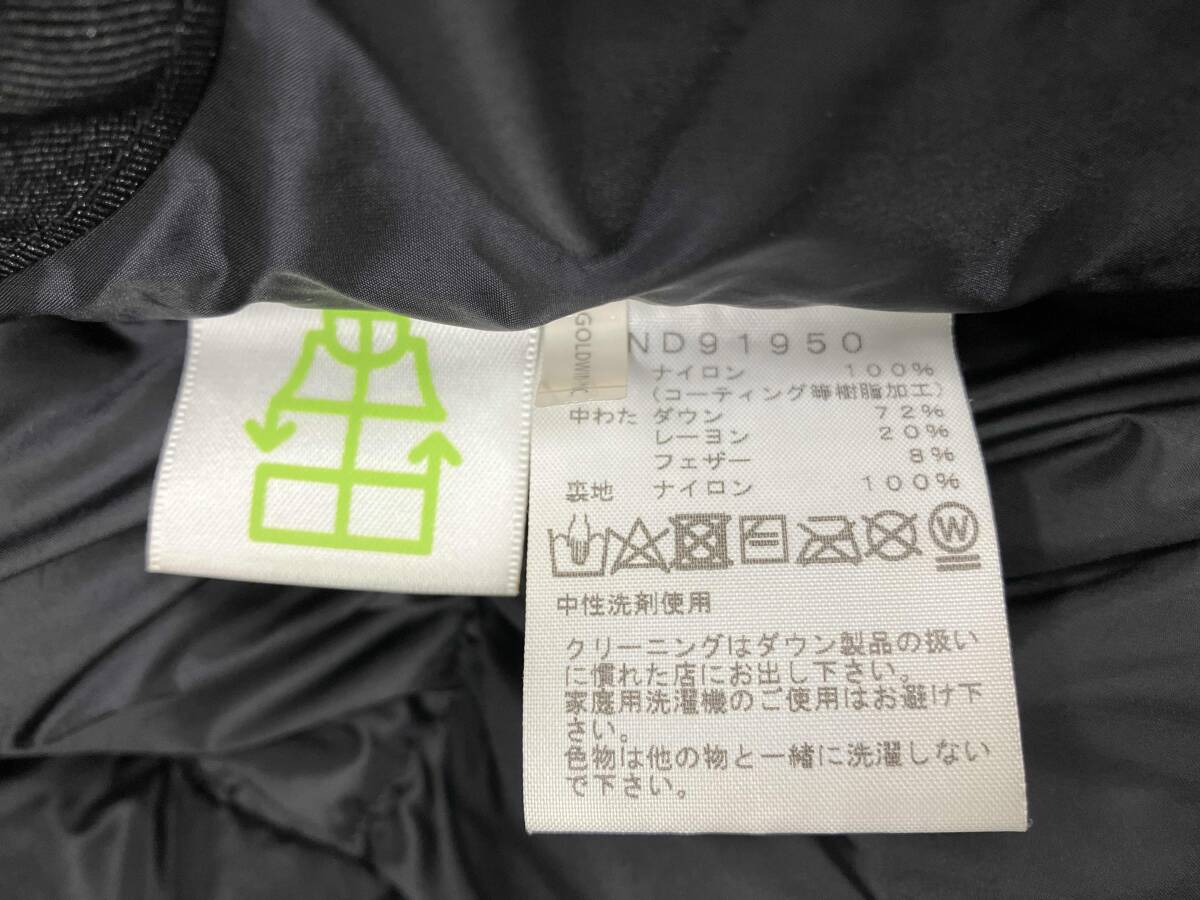 GOLDWIN
ND91950
ナイロン 100%
(コーティング等樹脂加工)
中わた ダウン 72%
レーヨン 20%
フェザー 8%
裏地 ナイロン 100%
W
中性洗剤使用
クリーニングはダウン製品の扱い
に慣れた店にお出し下さい。
家庭用洗濯機のご使用はお避け下
さい。
色物は他の物と一緒に洗濯しない
で下さい。